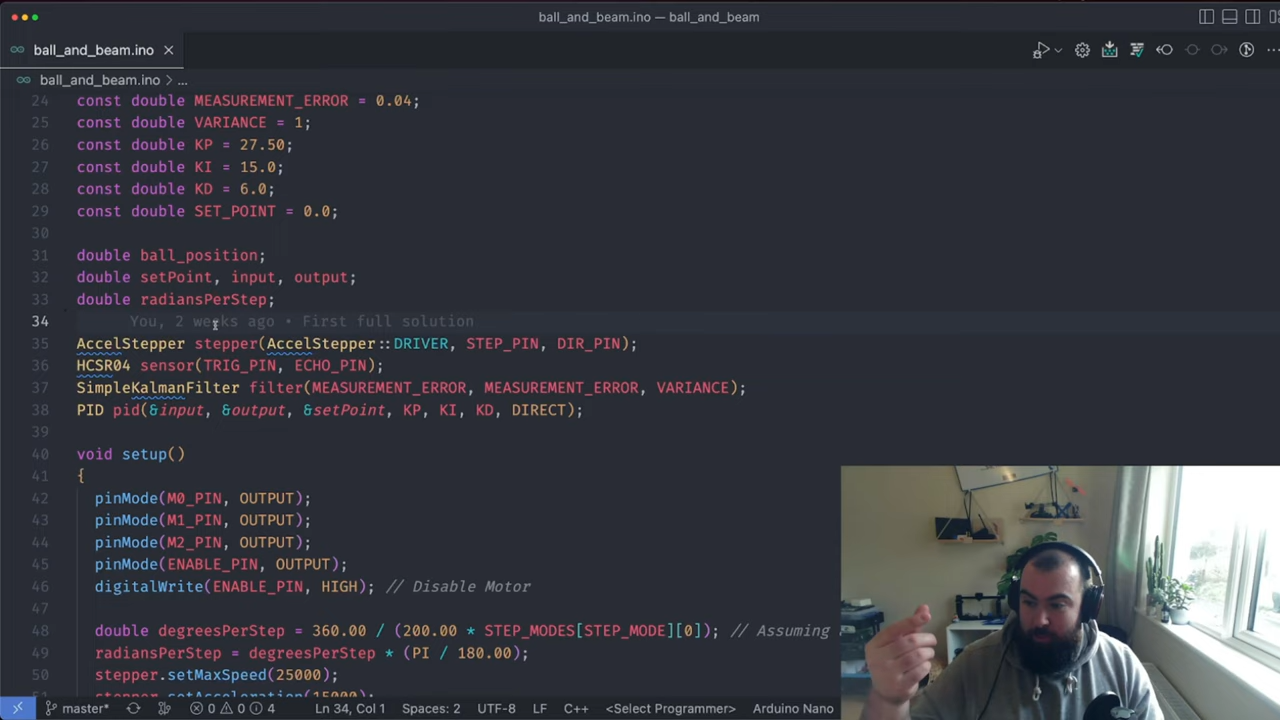 ball_and_beam.ino — ball_and_beam
ball_and_beam.ino
ball_and_beam.ino > ...
24 const double MEASUREMENT_ERROR = 0.04;
25 const double VARIANCE = 1;
26 const double KP = 27.50;
27 const double KI = 15.0;
28 const double KD = 6.0;
29 const double SET_POINT = 0.0;
30
31 double ball_position;
32 double setPoint, input, output;
33 double radiansPerStep;
34 You, 2 weeks ago • First full solution
35 AccelStepper stepper(AccelStepper::DRIVER, STEP_PIN, DIR_PIN);
36 HCSR04 sensor(TRIG_PIN, ECHO_PIN);
37 SimpleKalmanFilter filter(MEASUREMENT_ERROR, MEASUREMENT_ERROR, VARIANCE);
38 PID pid(&input, &output, &setPoint, KP, KI, KD, DIRECT);
39
40 void setup()
41 {
42 pinMode(M0_PIN, OUTPUT);
43 pinMode(M1_PIN, OUTPUT);
44 pinMode(M2_PIN, OUTPUT);
45 pinMode(ENABLE_PIN, OUTPUT);
46 digitalWrite(ENABLE_PIN, HIGH); // Disable Motor
47
48 double degreesPerStep = 360.00 / (200.00 * STEP_MODES[STEP_MODE][0]); // Assuming
49 radiansPerStep = degreesPerStep * (PI / 180.00);
50 stepper.setMaxSpeed(25000);
51 stepper.setAcceleration(15000);
master* 0 0 4 Ln 34, Col 1 Spaces: 2 UTF-8 LF C++ <Select Programmer> Arduino Nano